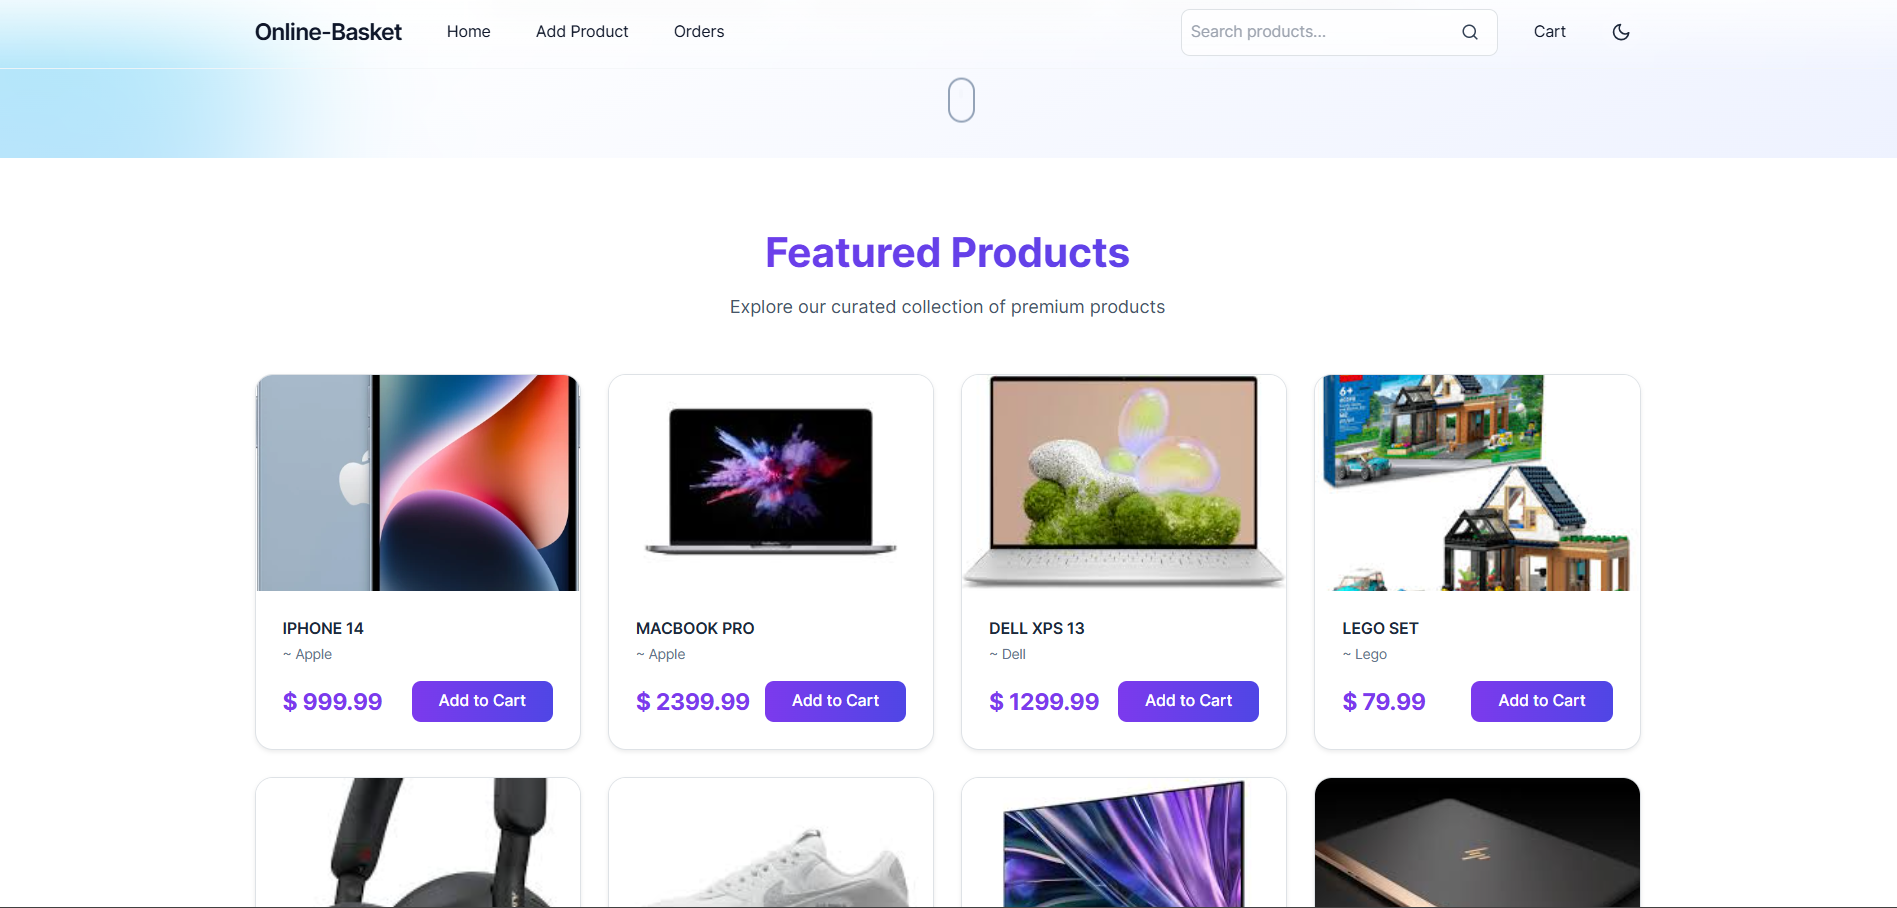 Online-Basket Home Add Product Orders Search products... Cart
Featured Products
Explore our curated collection of premium products
6+
IPHONE 14
~ Apple
$ 999.99 Add to Cart
MACBOOK PRO
~ Apple
$ 2399.99 Add to Cart
DELL XPS 13
~ Dell
$ 1299.99 Add to Cart
LEGO SET
~ Lego
$ 79.99 Add to Cart